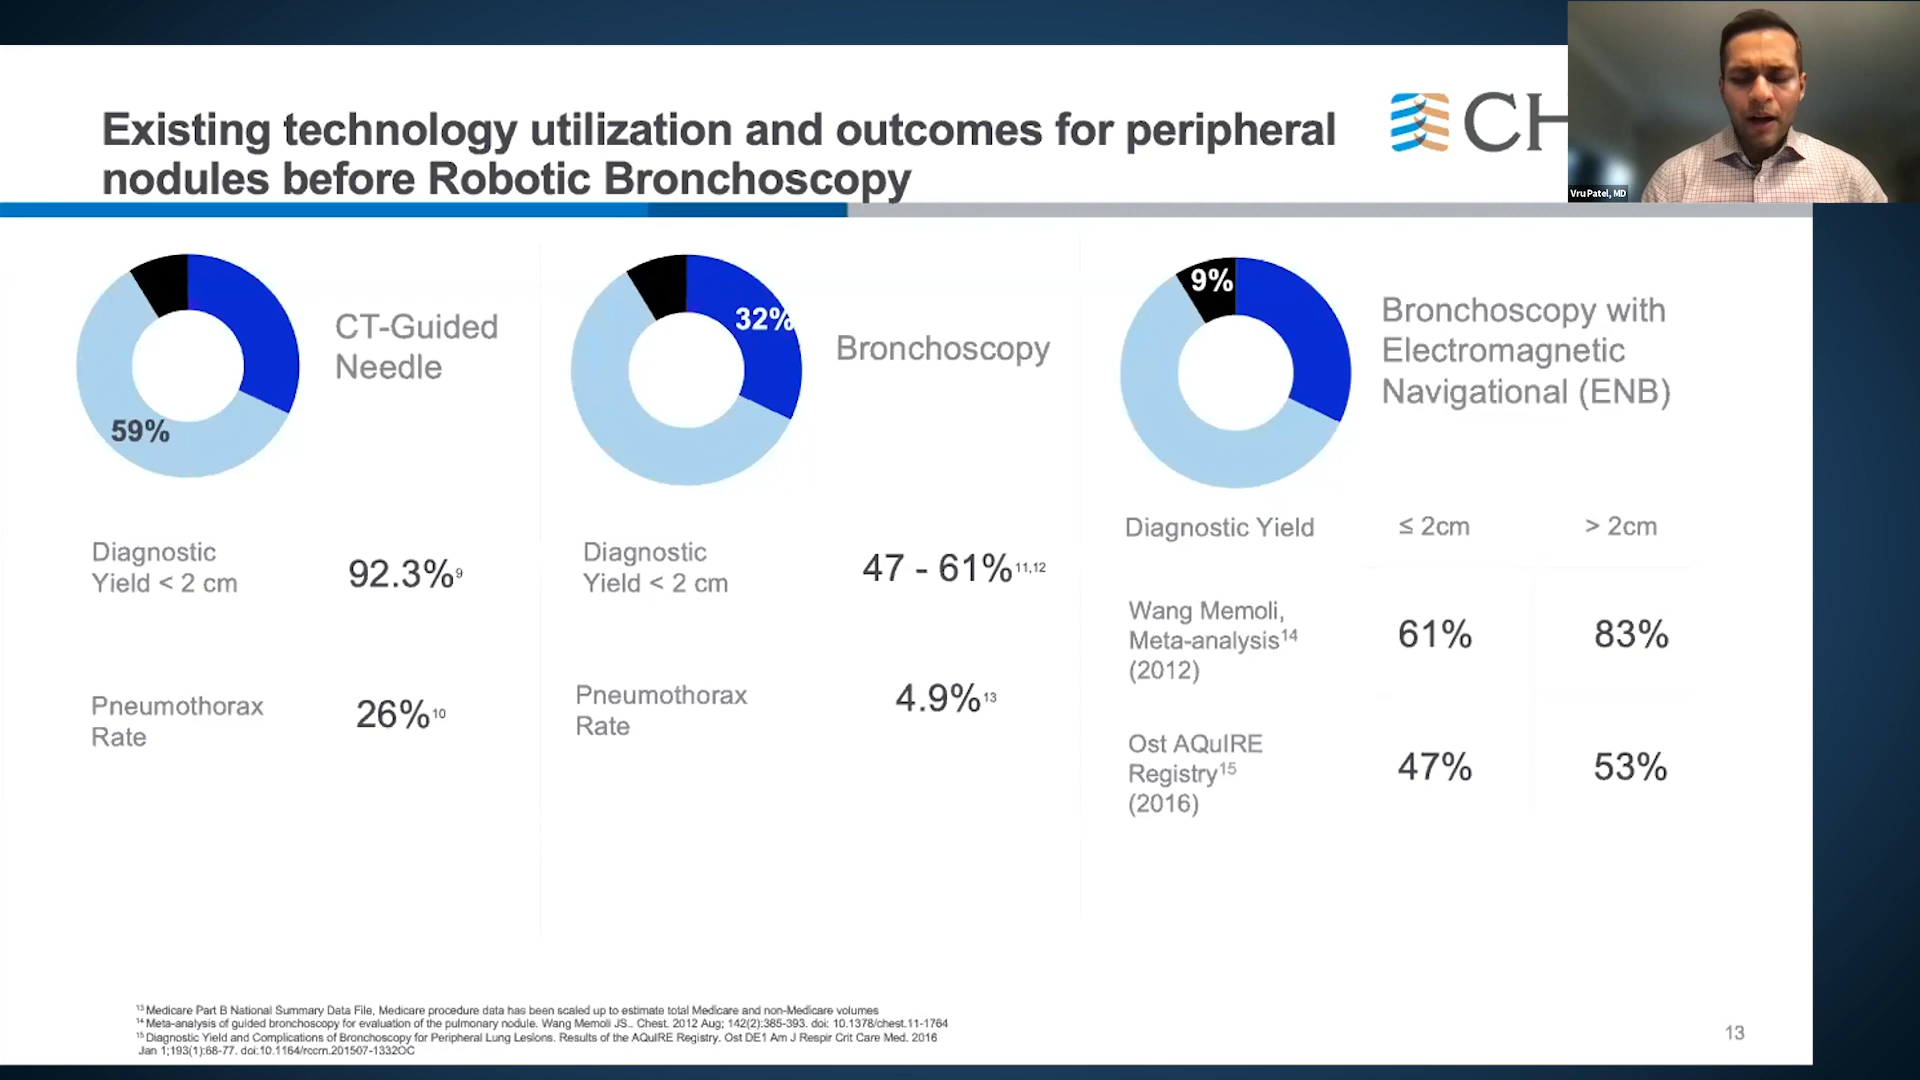 Existing technology utilization and outcomes for peripheral
nodules before Robotic Bronchoscopy
CH
Vru Patel, MD
59%
CT-Guided
Needle
Diagnostic
Yield < 2 cm
92.3%⁹
Pneumothorax
Rate
26%¹⁰
32%
Bronchoscopy
Diagnostic
Yield < 2 cm
47 - 61%¹¹,¹²
Pneumothorax
Rate
4.9%¹³
9%
Bronchoscopy with
Electromagnetic
Navigational (ENB)
Diagnostic Yield ≤ 2cm > 2cm
Wang Memoli,
Meta-analysis¹⁴
(2012)
61% 83%
Ost AQuIRE
Registry¹⁵
(2016)
47% 53%
¹³ Medicare Part B National Summary Data File, Medicare procedure data has been scaled up to estimate total Medicare and non-Medicare volumes
¹⁴ Meta-analysis of guided bronchoscopy for evaluation of the pulmonary nodule. Wang Memoli JS.. Chest. 2012 Aug; 142(2):385-393. doi: 10.1378/chest.11-1764
¹⁵ Diagnostic Yield and Complications of Bronchoscopy for Peripheral Lung Lesions. Results of the AQuIRE Registry. Ost DE1 Am J Respir Crit Care Med. 2016
Jan 1;193(1):68-77. doi:10.1164/rccm.201507-1332OC
13